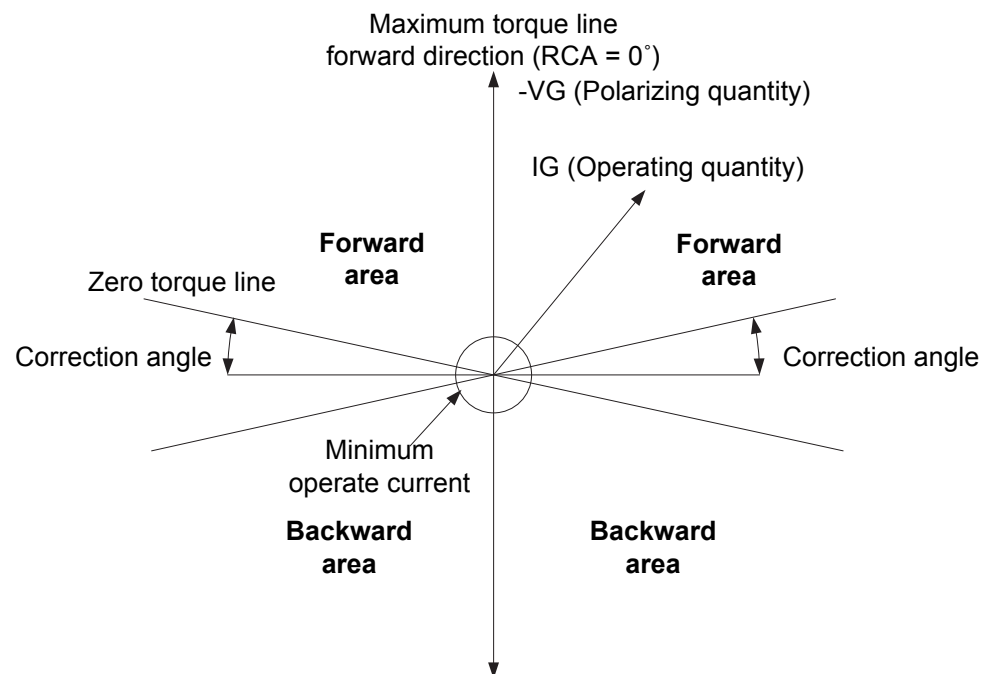 Maximum torque line
forward direction (RCA = 0˚)
-VG (Polarizing quantity)
IG (Operating quantity)
Forward
area
Forward
area
Zero torque line
Correction angle
Correction angle
Minimum
operate current
Backward
area
Backward
area